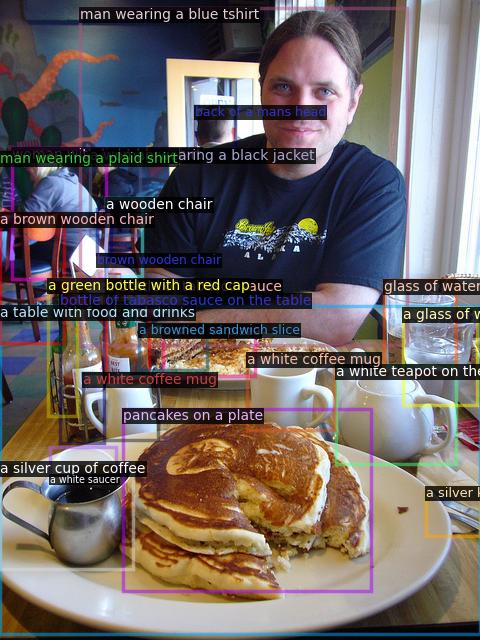 man wearing a blue tshirt
back of a mans head
man wearing a plaid shirt
aring a black jacket
a wooden chair
a brown wooden chair
brown wooden chair
a green bottle with a red cap
auce
glass of water
bottle of tabasco sauce on the table
a table with food and drinks
a glass of w
a browned sandwich slice
a white coffee mug
a white teapot on the
a white coffee mug
pancakes on a plate
a silver cup of coffee
a white saucer
a silver k
ALASKA